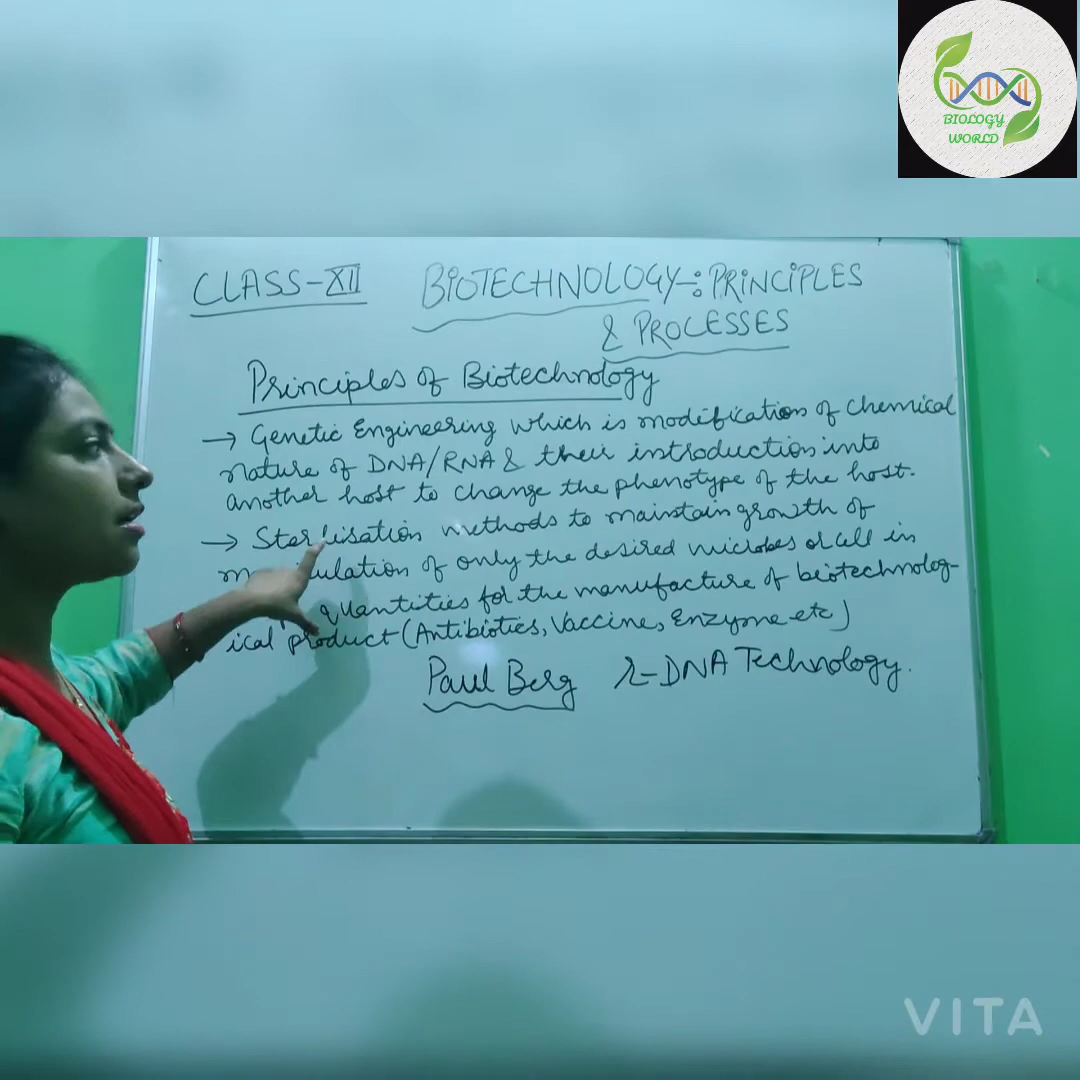 BIOLOGY
WORLD
CLASS-XII BIOTECHNOLOGY-: PRINCIPLES
& PROCESSES
Principles of Biotechnology
→ Genetic Engineering which is modification of Chemical
nature of DNA/RNA & their introduction into
another host to change the phenotype of the host.
→ Sterlisation methods to maintain growth of
of only the desired microbes or cell in
quantities for the manufacture of biotechnolog-
ical product (Antibiotics, Vaccine, Enzyme etc)
Paul Berg r-DNA Technology.
VITA